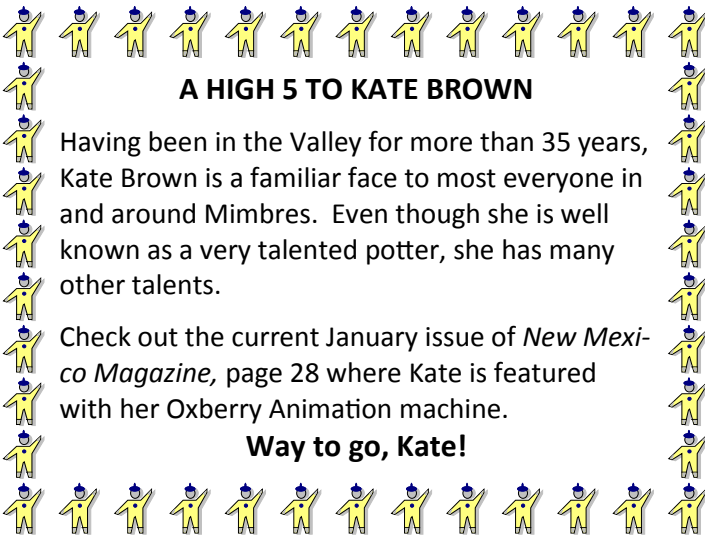 A HIGH 5 TO KATE BROWN
Having been in the Valley for more than 35 years,
Kate Brown is a familiar face to most everyone in
and around Mimbres.  Even though she is well
known as a very talented potter, she has many
other talents.
Check out the current January issue of New Mexi-
co Magazine, page 28 where Kate is featured
with her Oxberry Animation machine.
Way to go, Kate!